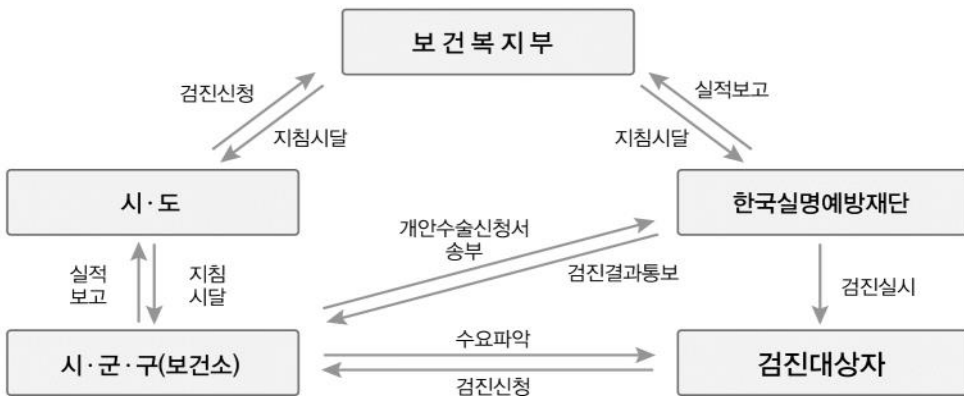 보건복지부
검진신청
실적보고
지침시달
지침시달
시·도
한국실명예방재단
개안수술신청서
송부
실적
보고
지침
시달
검진결과통보
검진실시
시·군·구(보건소)
수요파악
검진대상자
검진신청